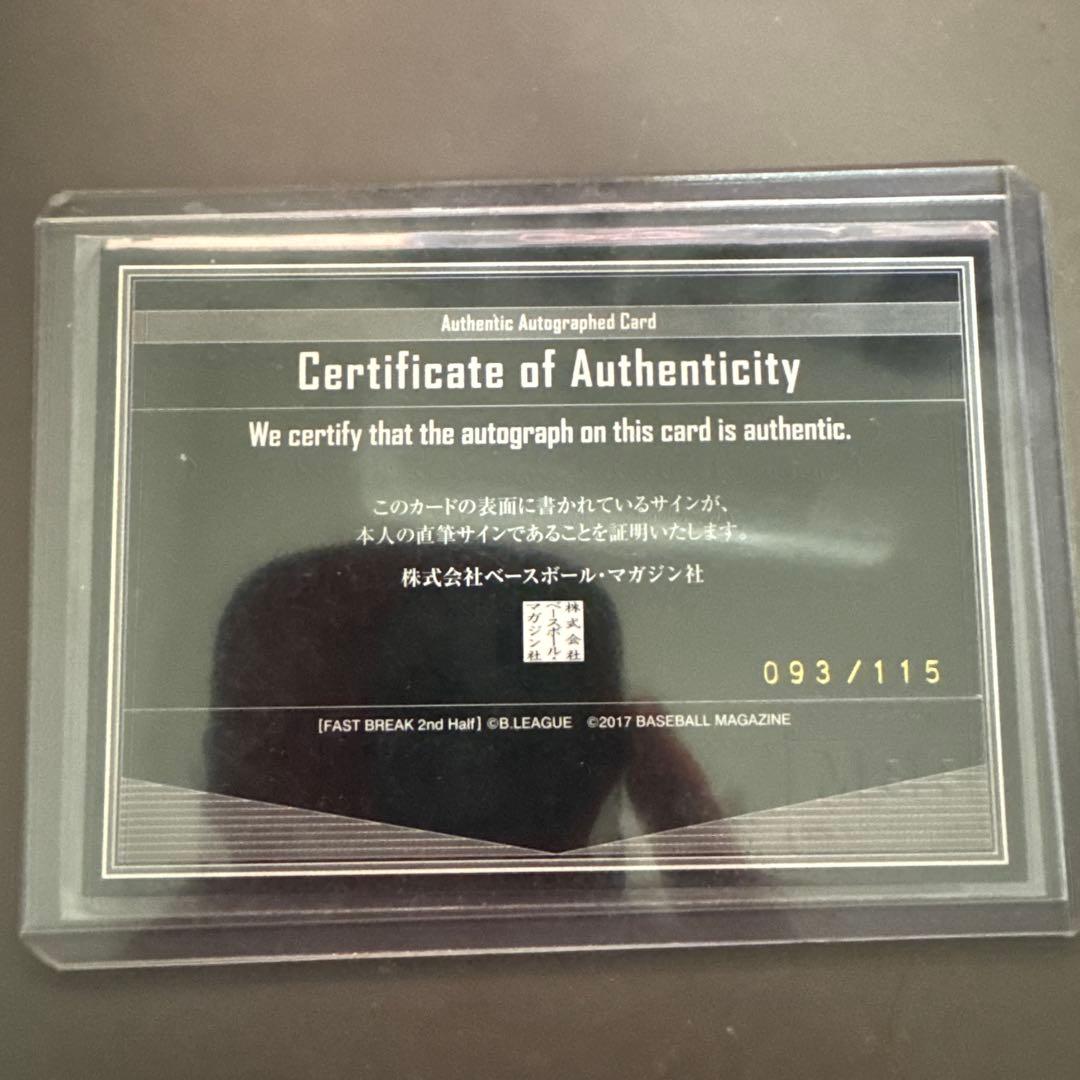 Authentic Autographed Card
Certificate of Authenticity
We certify that the autograph on this card is authentic.
このカードの表面に書かれているサインが、
本人の直筆サインであることを証明いたします。
株式会社ベースボール・マガジン社
株式会社
ベースボール・
マガジン社
093/115
[FAST BREAK 2nd Half] ©B.LEAGUE ©2017 BASEBALL MAGAZINE